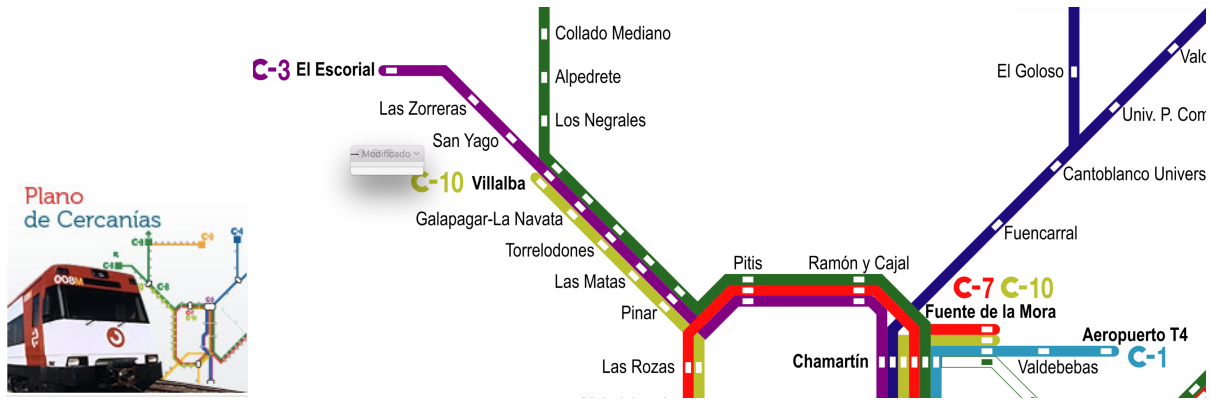 Plano
de Cercanías
C-3 El Escorial
Las Zorreras
San Yago
Modificado
C-10 Villalba
Galapagar-La Navata
Torrelodones
Las Matas
Pinar
Las Rozas
Collado Mediano
Alpedrete
Los Negrales
Pitis
Ramón y Cajal
Chamartín
El Goloso
Univ. P. Com
Cantoblanco Univers
Fuencarral
C-7 C-10
Fuente de la Mora
Aeropuerto T4
C-1
Valdebebas